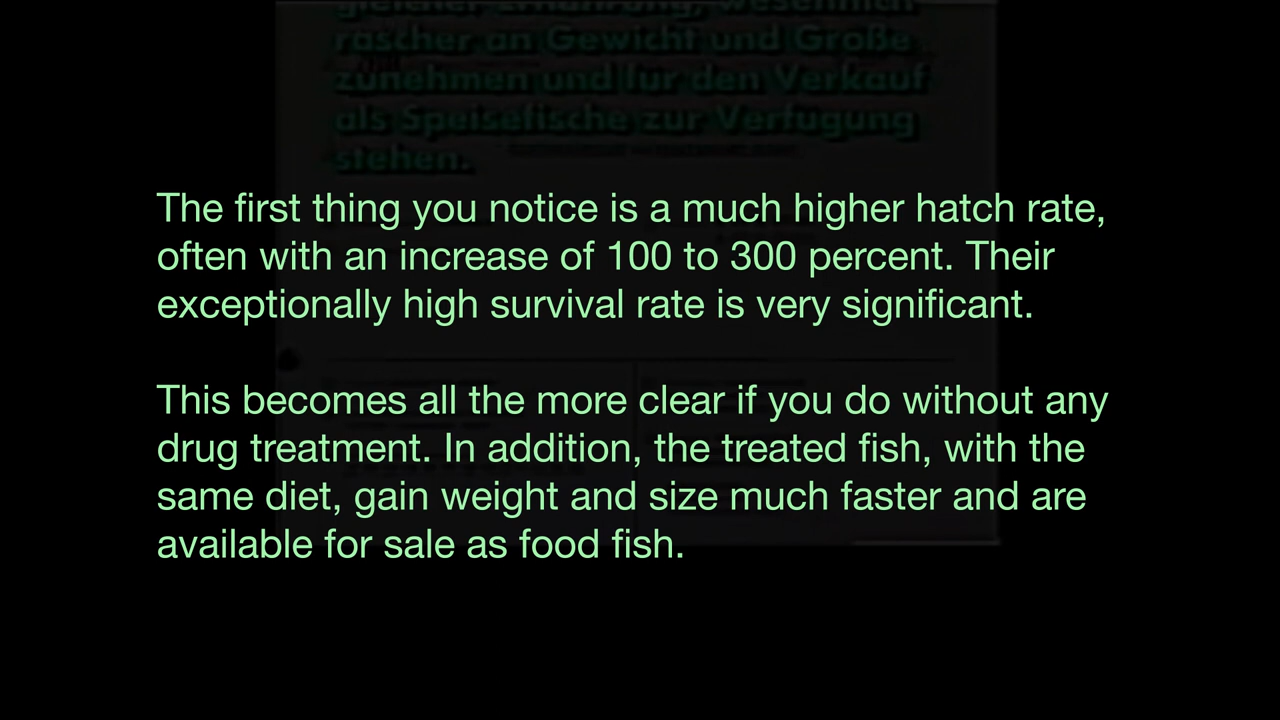 gleicher Ernährung, wesentlich
rascher an Gewicht und Größe
zunehmen und für den Verkauf
als Speisefische zur Verfügung
stehen.
The first thing you notice is a much higher hatch rate,
often with an increase of 100 to 300 percent. Their
exceptionally high survival rate is very significant.
This becomes all the more clear if you do without any
drug treatment. In addition, the treated fish, with the
same diet, gain weight and size much faster and are
available for sale as food fish.